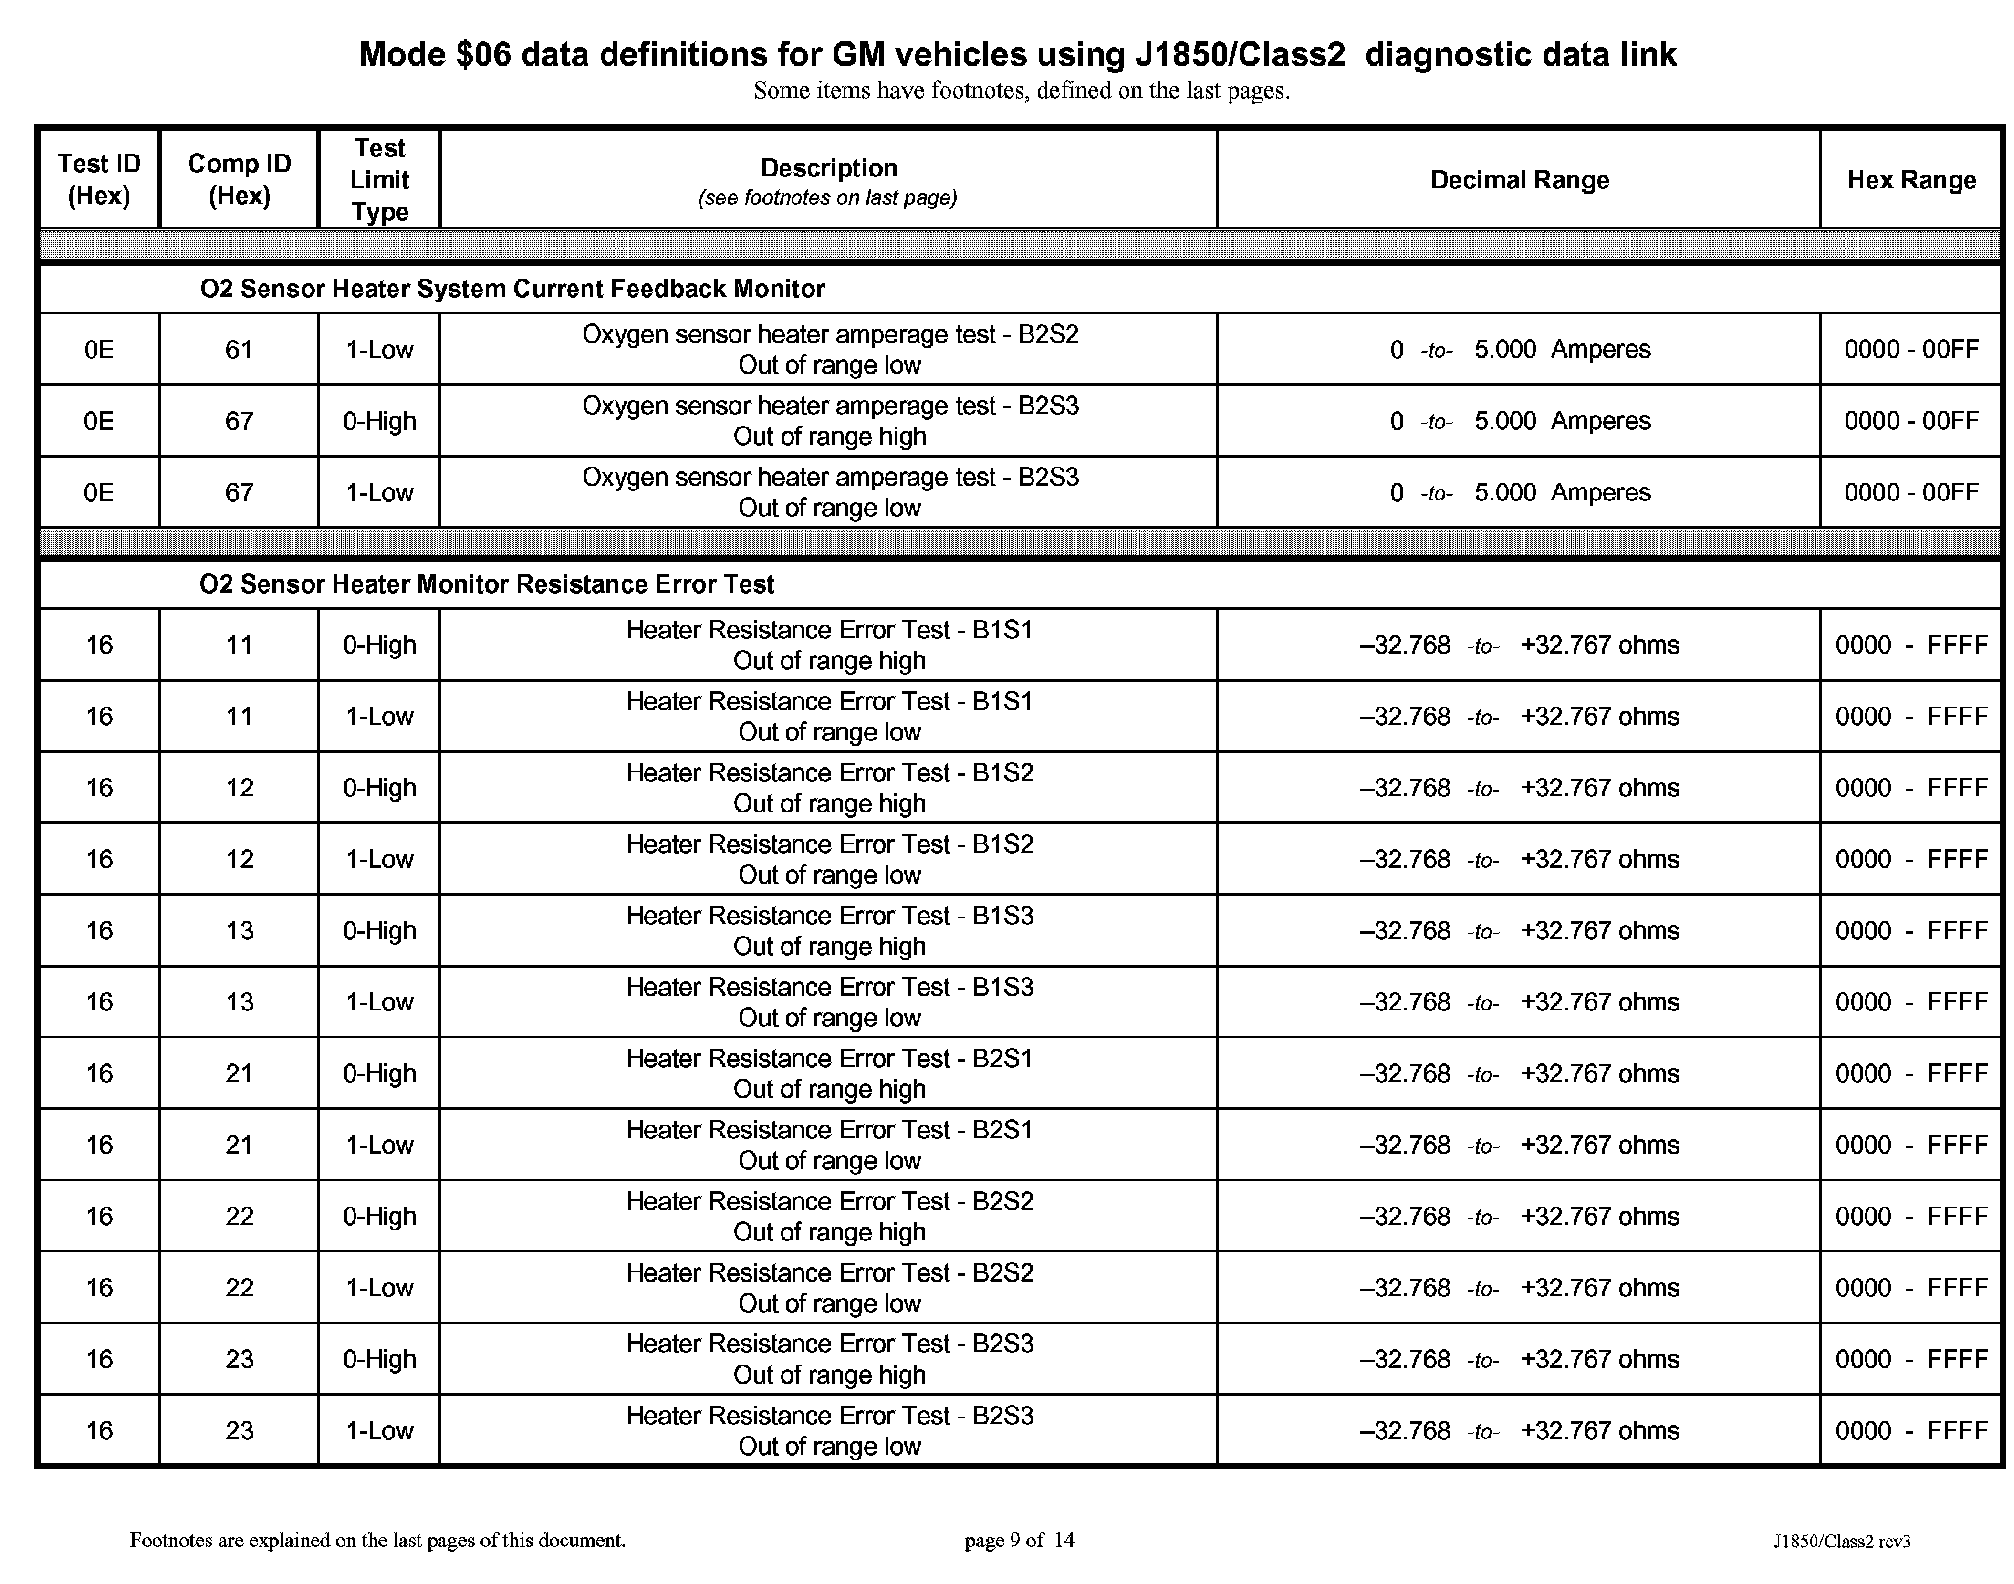 Mode $06 data definitions for GM vehicles using J1850/Class2 diagnostic data link
Some items have footnotes, defined on the last pages.
Test ID (Hex) Comp ID (Hex) Test Limit Type Description (see footnotes on last page) Decimal Range Hex Range
O2 Sensor Heater System Current Feedback Monitor
0E 61 1-Low Oxygen sensor heater amperage test - B2S2 Out of range low 0 -to- 5.000 Amperes 0000 - 00FF
0E 67 0-High Oxygen sensor heater amperage test - B2S3 Out of range high 0 -to- 5.000 Amperes 0000 - 00FF
0E 67 1-Low Oxygen sensor heater amperage test - B2S3 Out of range low 0 -to- 5.000 Amperes 0000 - 00FF
O2 Sensor Heater Monitor Resistance Error Test
16 11 0-High Heater Resistance Error Test - B1S1 Out of range high –32.768 -to- +32.767 ohms 0000 - FFFF
16 11 1-Low Heater Resistance Error Test - B1S1 Out of range low –32.768 -to- +32.767 ohms 0000 - FFFF
16 12 0-High Heater Resistance Error Test - B1S2 Out of range high –32.768 -to- +32.767 ohms 0000 - FFFF
16 12 1-Low Heater Resistance Error Test - B1S2 Out of range low –32.768 -to- +32.767 ohms 0000 - FFFF
16 13 0-High Heater Resistance Error Test - B1S3 Out of range high –32.768 -to- +32.767 ohms 0000 - FFFF
16 13 1-Low Heater Resistance Error Test - B1S3 Out of range low –32.768 -to- +32.767 ohms 0000 - FFFF
16 21 0-High Heater Resistance Error Test - B2S1 Out of range high –32.768 -to- +32.767 ohms 0000 - FFFF
16 21 1-Low Heater Resistance Error Test - B2S1 Out of range low –32.768 -to- +32.767 ohms 0000 - FFFF
16 22 0-High Heater Resistance Error Test - B2S2 Out of range high –32.768 -to- +32.767 ohms 0000 - FFFF
16 22 1-Low Heater Resistance Error Test - B2S2 Out of range low –32.768 -to- +32.767 ohms 0000 - FFFF
16 23 0-High Heater Resistance Error Test - B2S3 Out of range high –32.768 -to- +32.767 ohms 0000 - FFFF
16 23 1-Low Heater Resistance Error Test - B2S3 Out of range low –32.768 -to- +32.767 ohms 0000 - FFFF
Footnotes are explained on the last pages of this document. page 9 of 14 J1850/Class2 rev3